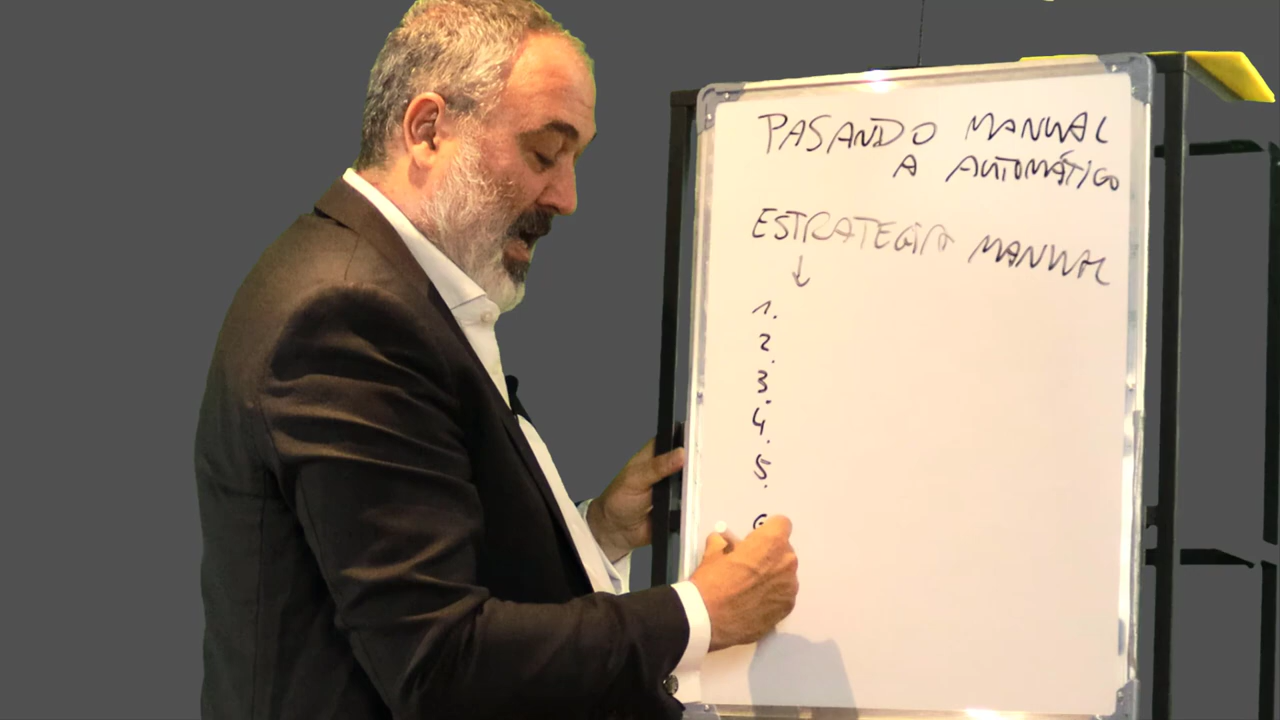 PASANDO MANUAL
A AUTOMÁTICO
ESTRATEGIA MANUAL
↓
1.
2.
3.
4.
5.
6